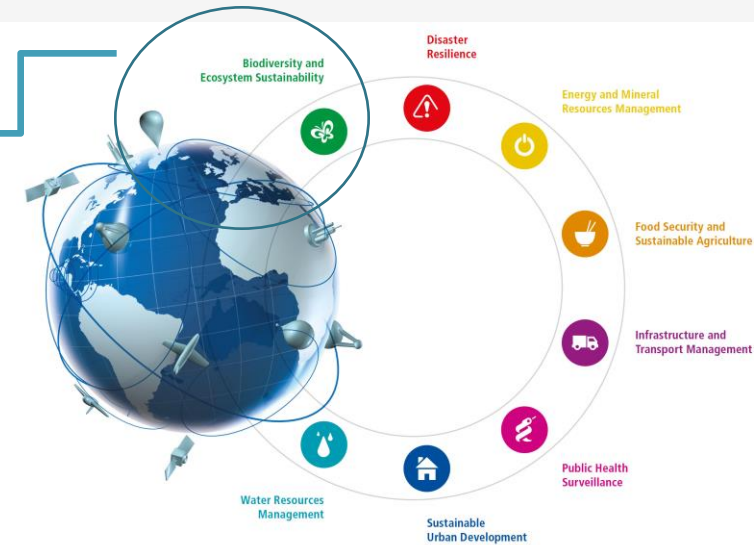 Biodiversity and
Ecosystem Sustainability
Disaster
Resilience
Energy and Mineral
Resources Management
Food Security and
Sustainable Agriculture
Infrastructure and
Transport Management
Public Health
Surveillance
Sustainable
Urban Development
Water Resources
Management